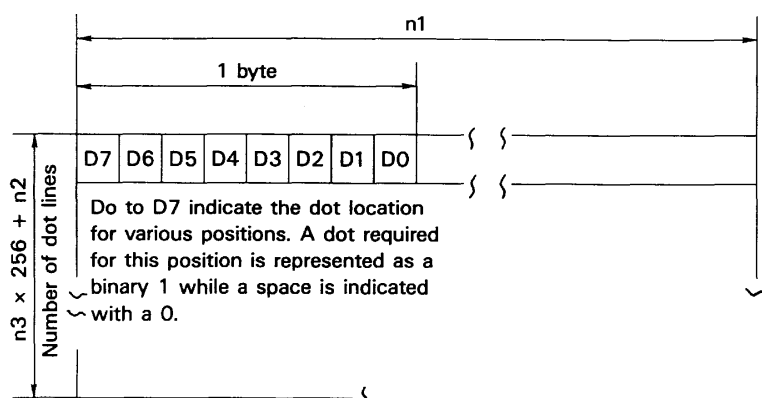 n1
1 byte
D7 D6 D5 D4 D3 D2 D1 D0
n3 × 256 + n2
Number of dot lines
Do to D7 indicate the dot location
for various positions. A dot required
for this position is represented as a
binary 1 while a space is indicated
with a 0.